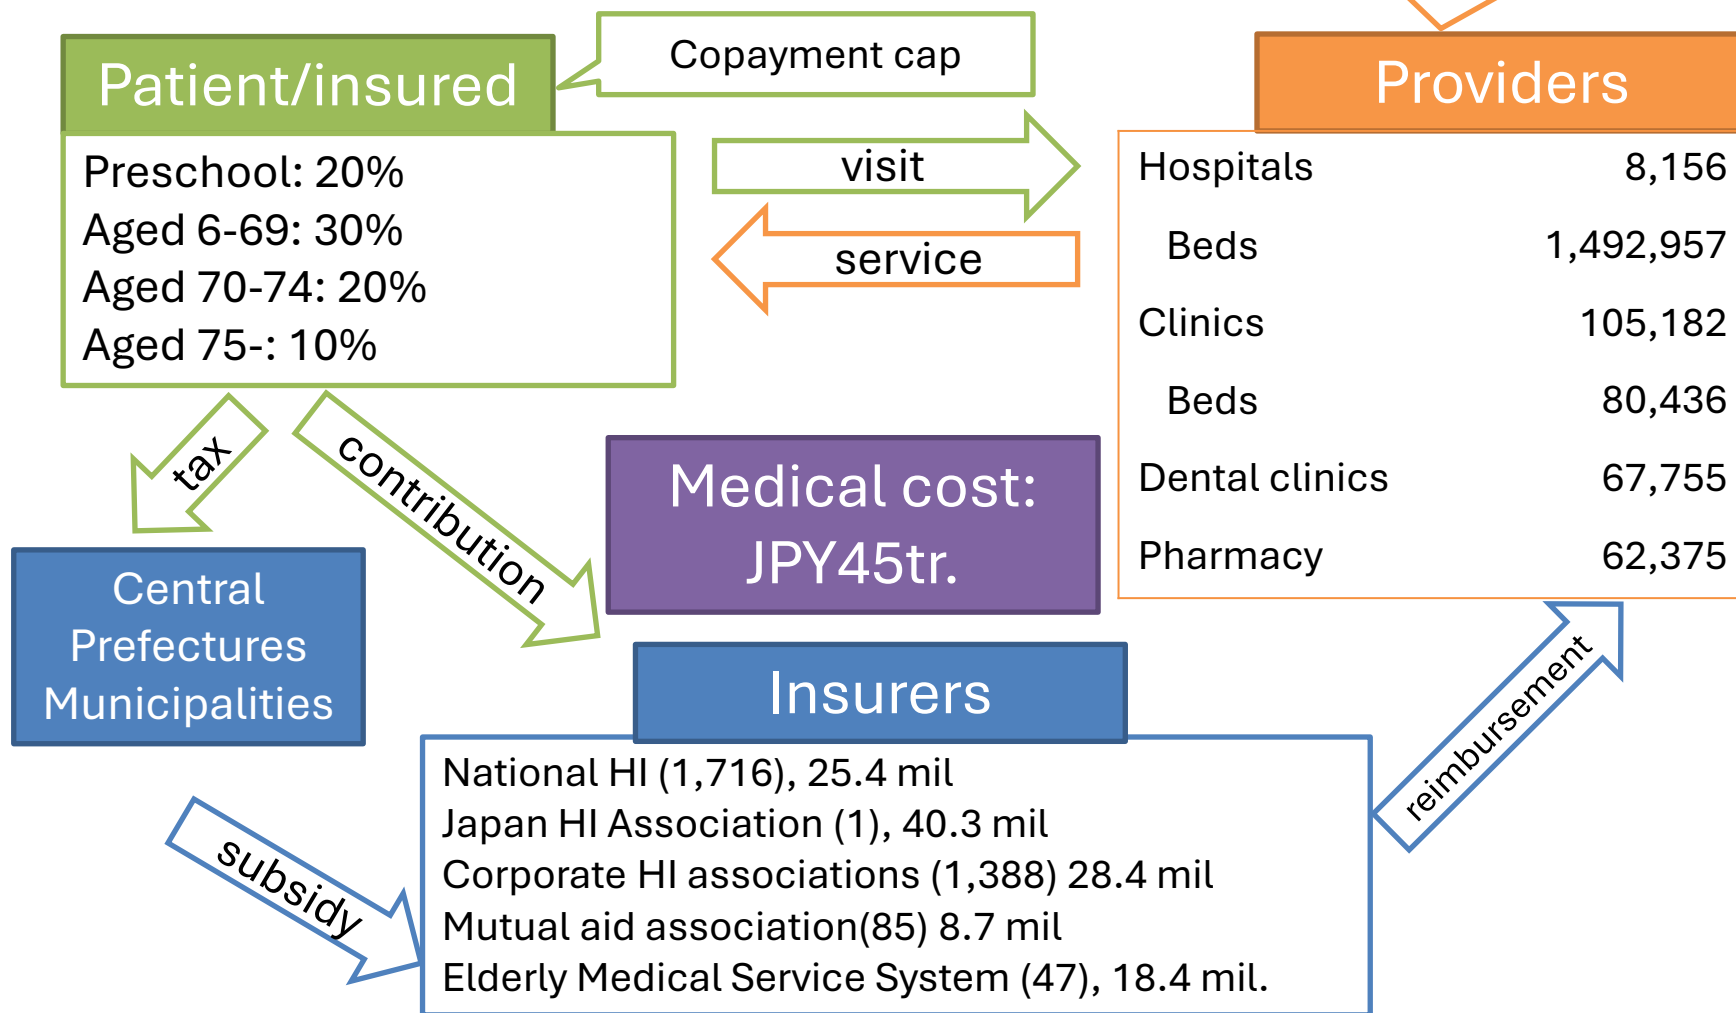 Copayment cap
Patient/insured
Preschool: 20%
Aged 6-69: 30%
Aged 70-74: 20%
Aged 75-: 10%
visit
service
Providers
Hospitals 8,156
Beds 1,492,957
Clinics 105,182
Beds 80,436
Dental clinics 67,755
Pharmacy 62,375
tax
contribution
Medical cost:
JPY45tr.
Central
Prefectures
Municipalities
subsidy
Insurers
National HI (1,716), 25.4 mil
Japan HI Association (1), 40.3 mil
Corporate HI associations (1,388) 28.4 mil
Mutual aid association(85) 8.7 mil
Elderly Medical Service System (47), 18.4 mil.
reimbursement